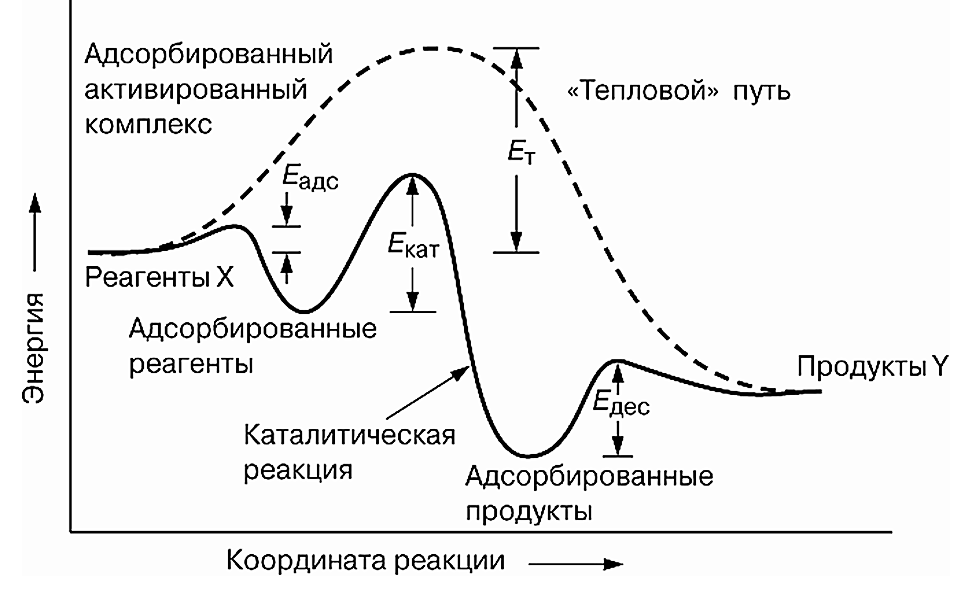 Адсорбированный
активированный
комплекс
«Тепловой» путь
Eт
Eадс
Eкат
Реагенты X
Адсорбированные
реагенты
Энергия
Продукты Y
Eдес
Каталитическая
реакция
Адсорбированные
продукты
Координата реакции